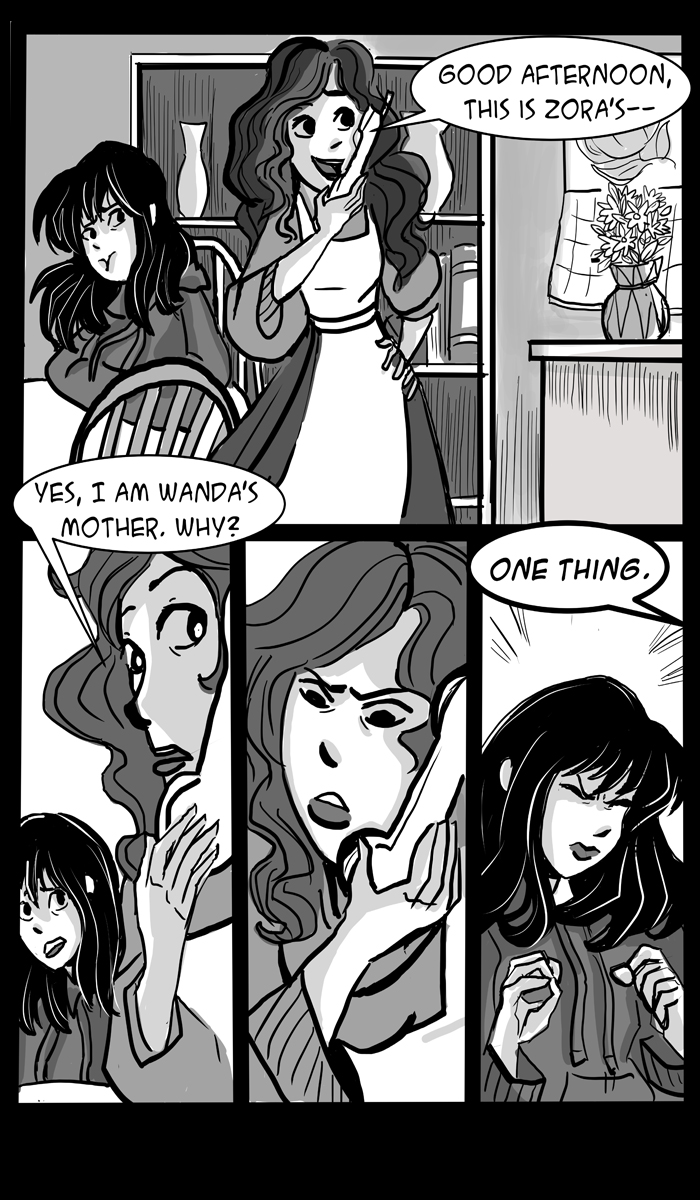 GOOD AFTERNOON,
THIS IS ZORA'S--
YES, I AM WANDA'S
MOTHER. WHY?
ONE THING.